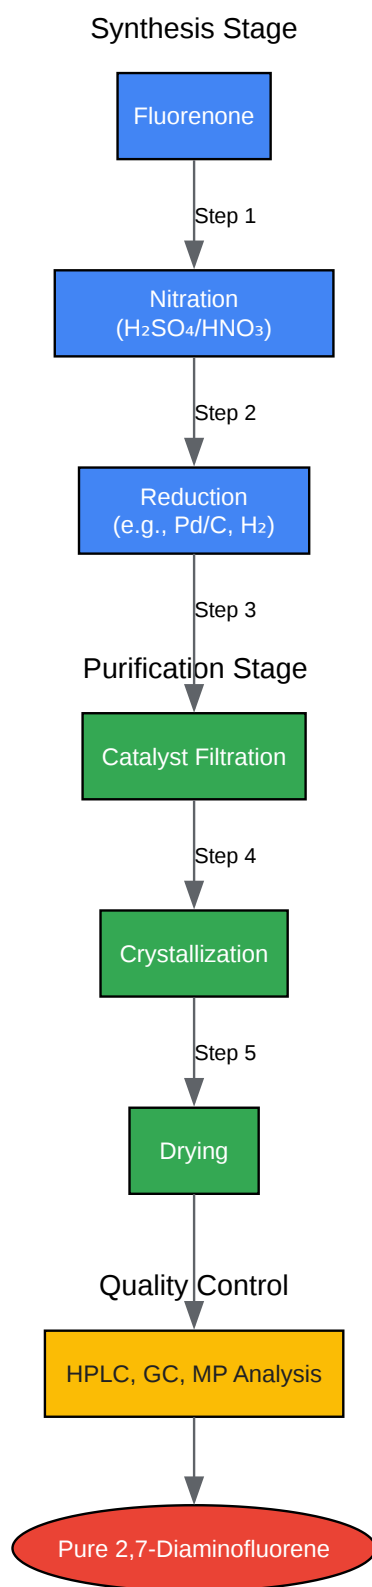 Synthesis Stage
Fluorenone
Step 1
Nitration
(H₂SO₄/HNO₃)
Step 2
Reduction
(e.g., Pd/C, H₂)
Step 3
Purification Stage
Catalyst Filtration
Step 4
Crystallization
Step 5
Drying
Quality Control
HPLC, GC, MP Analysis
Pure 2,7-Diaminofluorene